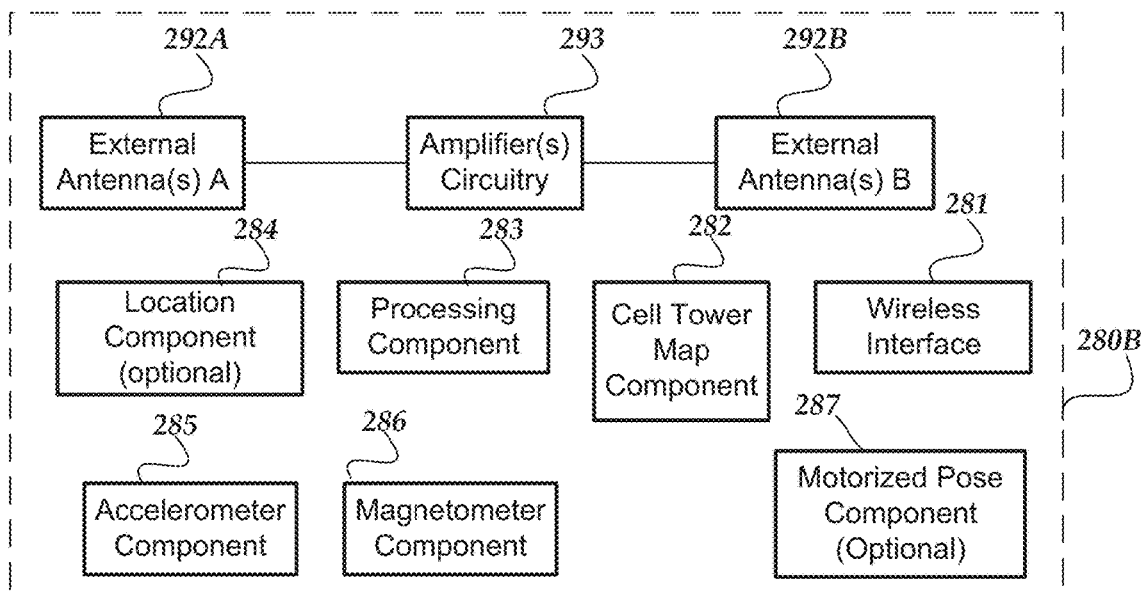 292A
293
292B
External
Antenna(s) A
Amplifier(s)
Circuitry
External
Antenna(s) B
284
283
282
281
Location
Component
(optional)
Processing
Component
Cell Tower
Map
Component
Wireless
Interface
280B
285
286
287
Accelerometer
Component
Magnetometer
Component
Motorized Pose
Component
(Optional)